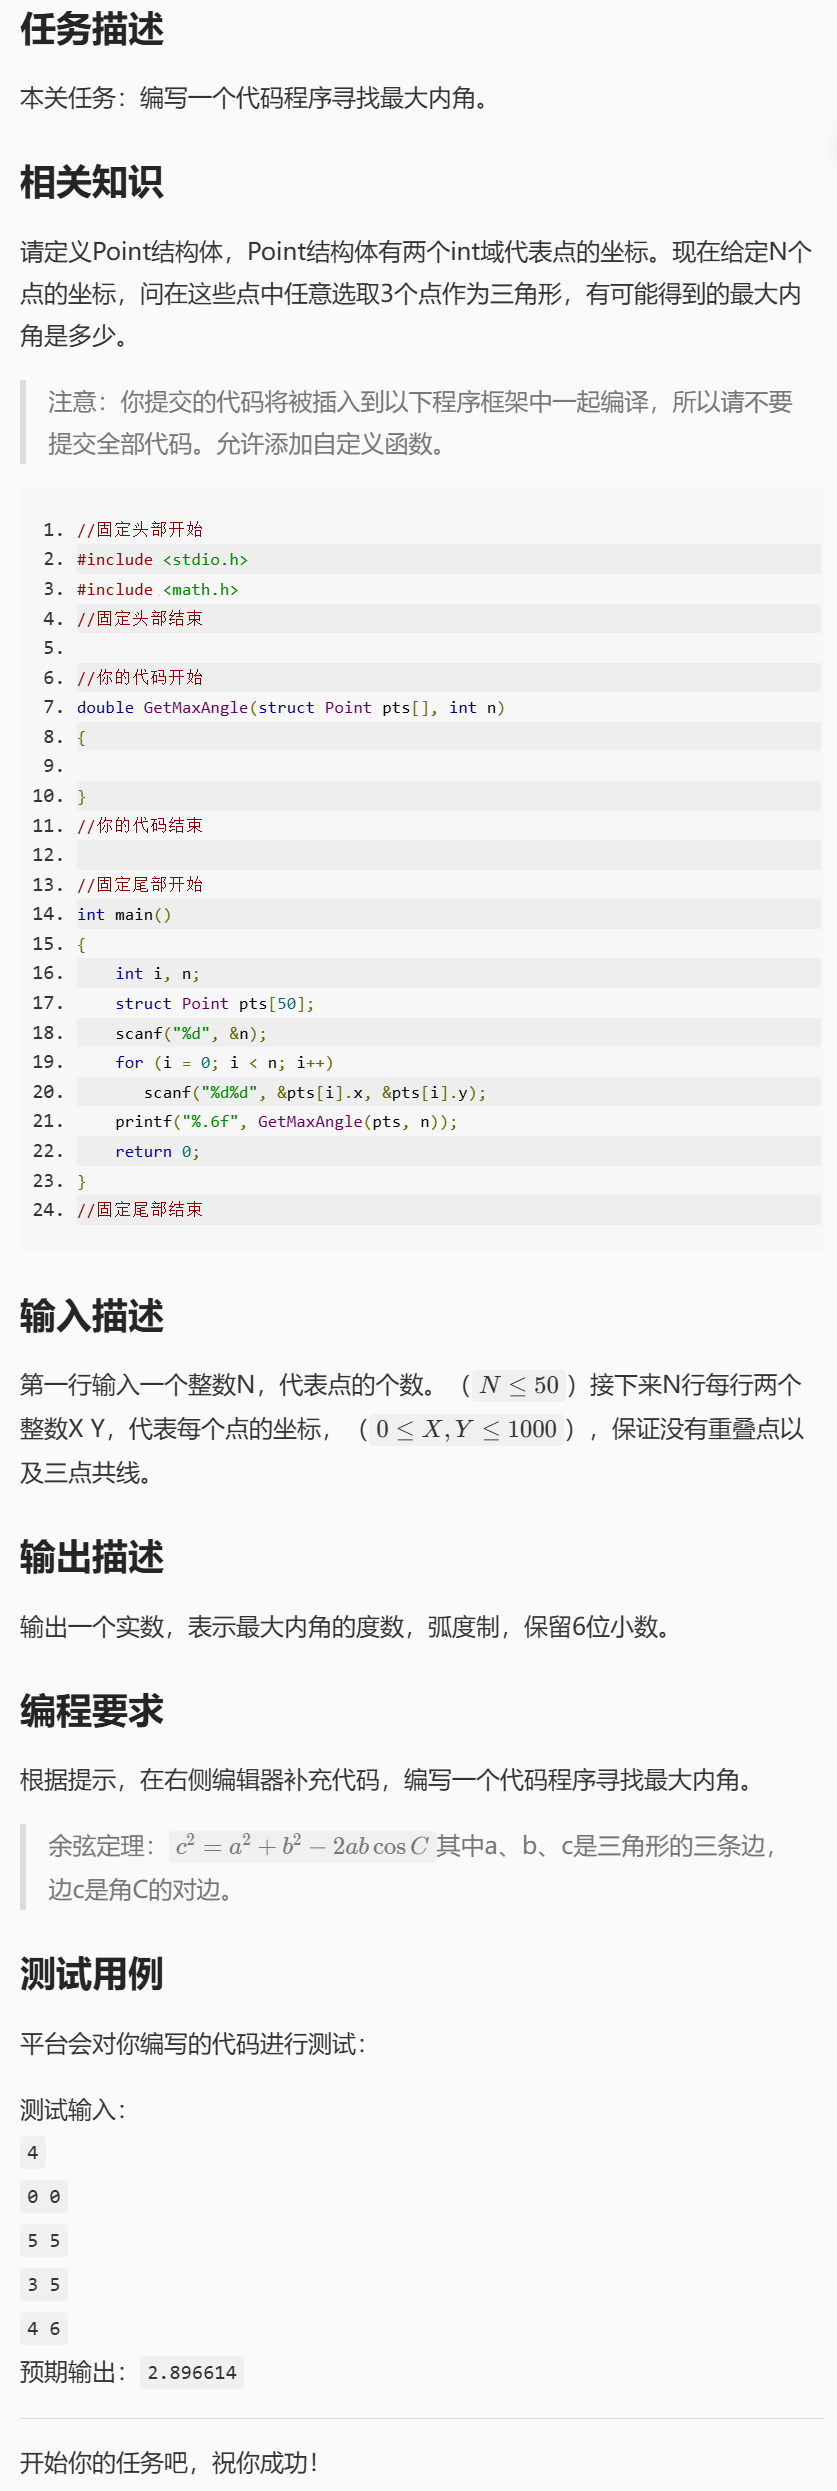 任务描述
本关任务：编写一个代码程序寻找最大内角。
相关知识
请定义Point结构体，Point结构体有两个int域代表点的坐标。现在给定N个
点的坐标，问在这些点中任意选取3个点作为三角形，有可能得到的最大内
角是多少。
注意：你提交的代码将被插入到以下程序框架中一起编译，所以请不要
提交全部代码。允许添加自定义函数。
1. //固定头部开始
2. #include <stdio.h>
3. #include <math.h>
4. //固定头部结束
5.
6. //你的代码开始
7. double GetMaxAngle(struct Point pts[], int n)
8. {
9.
10. }
11. //你的代码结束
12.
13. //固定尾部开始
14. int main()
15. {
16.     int i, n;
17.     struct Point pts[50];
18.     scanf("%d", &n);
19.     for (i = 0; i < n; i++)
20.        scanf("%d%d", &pts[i].x, &pts[i].y);
21.     printf("%.6f", GetMaxAngle(pts, n));
22.     return 0;
23. }
24. //固定尾部结束
输入描述
第一行输入一个整数N，代表点的个数。（N ≤ 50）接下来N行每行两个
整数X Y，代表每个点的坐标，（0 ≤ X, Y ≤ 1000），保证没有重叠点以
及三点共线。
输出描述
输出一个实数，表示最大内角的度数，弧度制，保留6位小数。
编程要求
根据提示，在右侧编辑器补充代码，编写一个代码程序寻找最大内角。
余弦定理：c² = a² + b² − 2ab cos C其中a、b、c是三角形的三条边，
边c是角C的对边。
测试用例
平台会对你编写的代码进行测试：
测试输入：
4
0 0
5 5
3 5
4 6
预期输出：2.896614
开始你的任务吧，祝你成功！